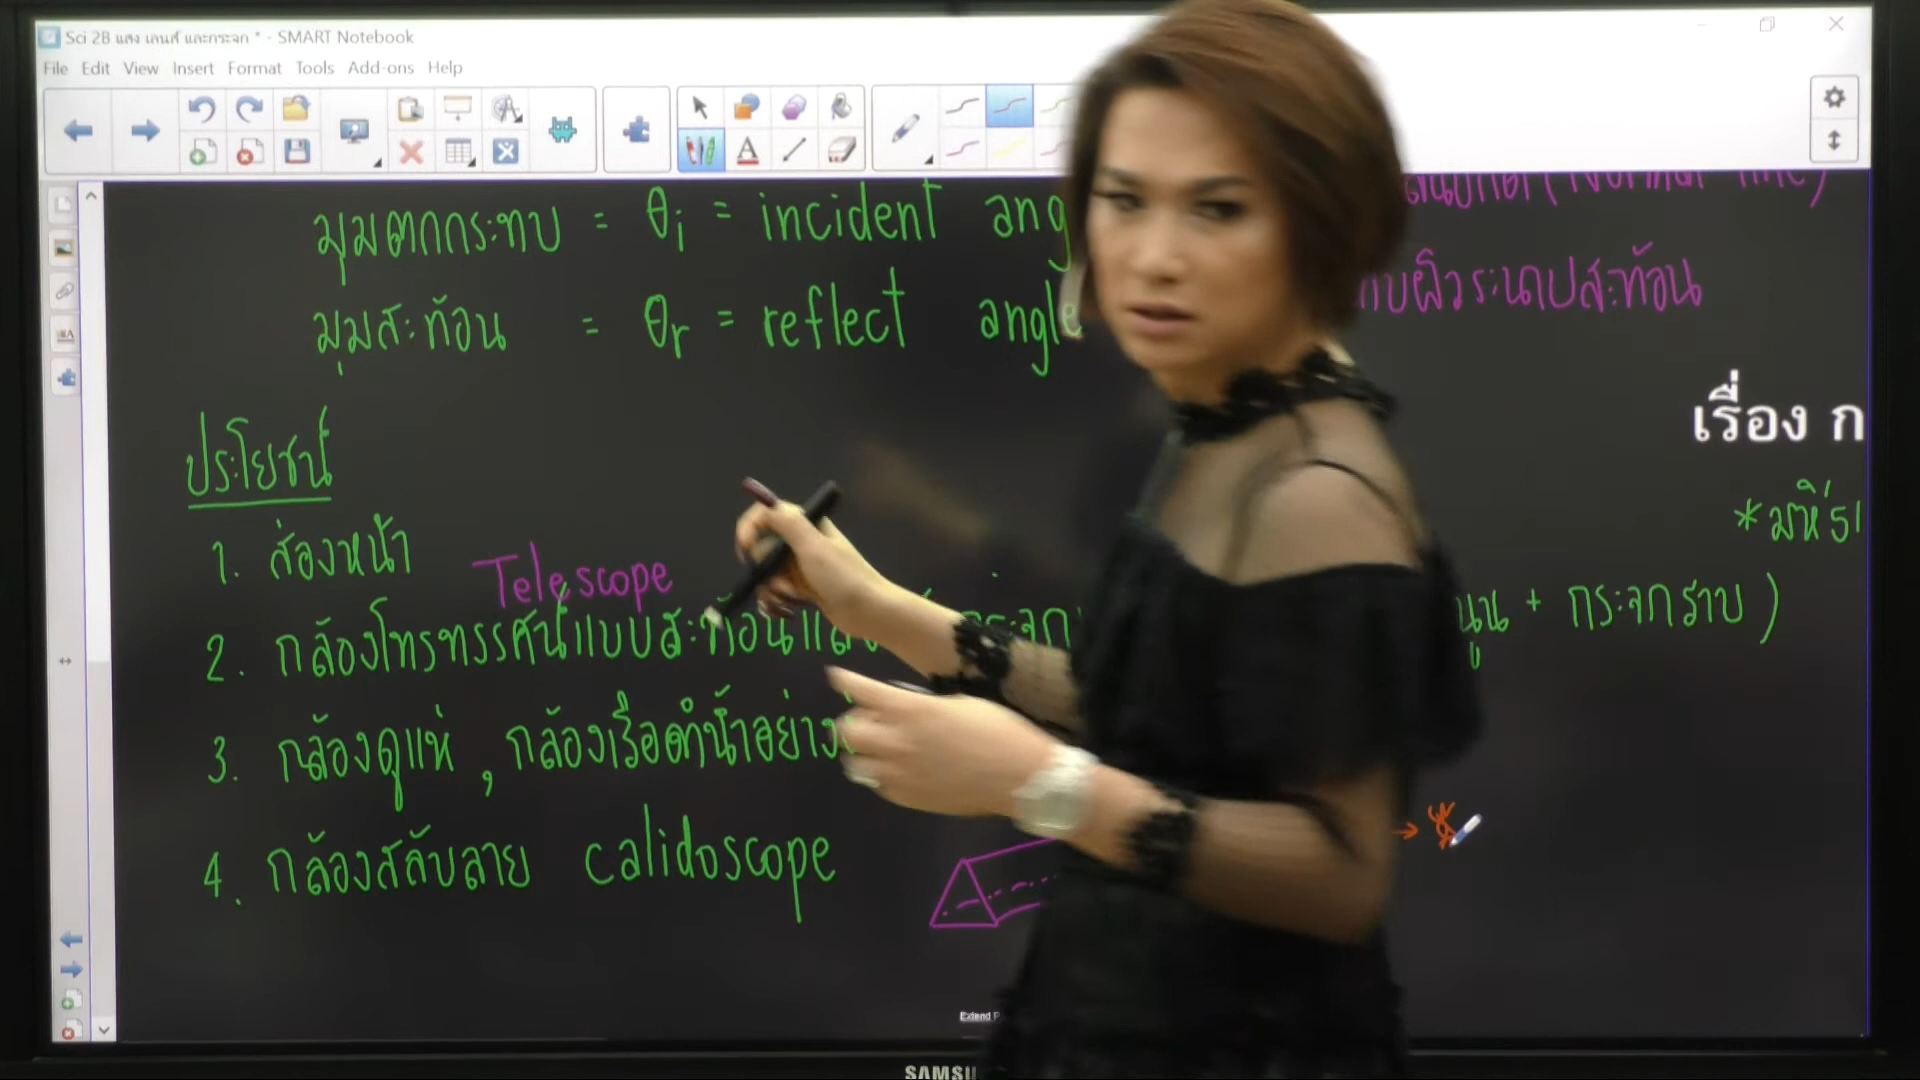 Sci 2B แสง เลนส์ และกระจก * - SMART Notebook
File Edit View Insert Format Tools Add-ons Help
มุมตกกระทบ = θi = incident ang
มุมสะท้อน = θr = reflect angle
บผิวระนาบสะท้อน
เรื่อง ก
ประโยชน์
1. ส่องหน้า
Telescope
2. กล้องโทรทรรศน์แบบสะท้อนแส
นูน + กระจกราบ )
3. กล้องดูแห่ , กล้องเรือดำน้ำอย่าง
4. กล้องสลับลาย calidoscope
Extend P
SAMSU